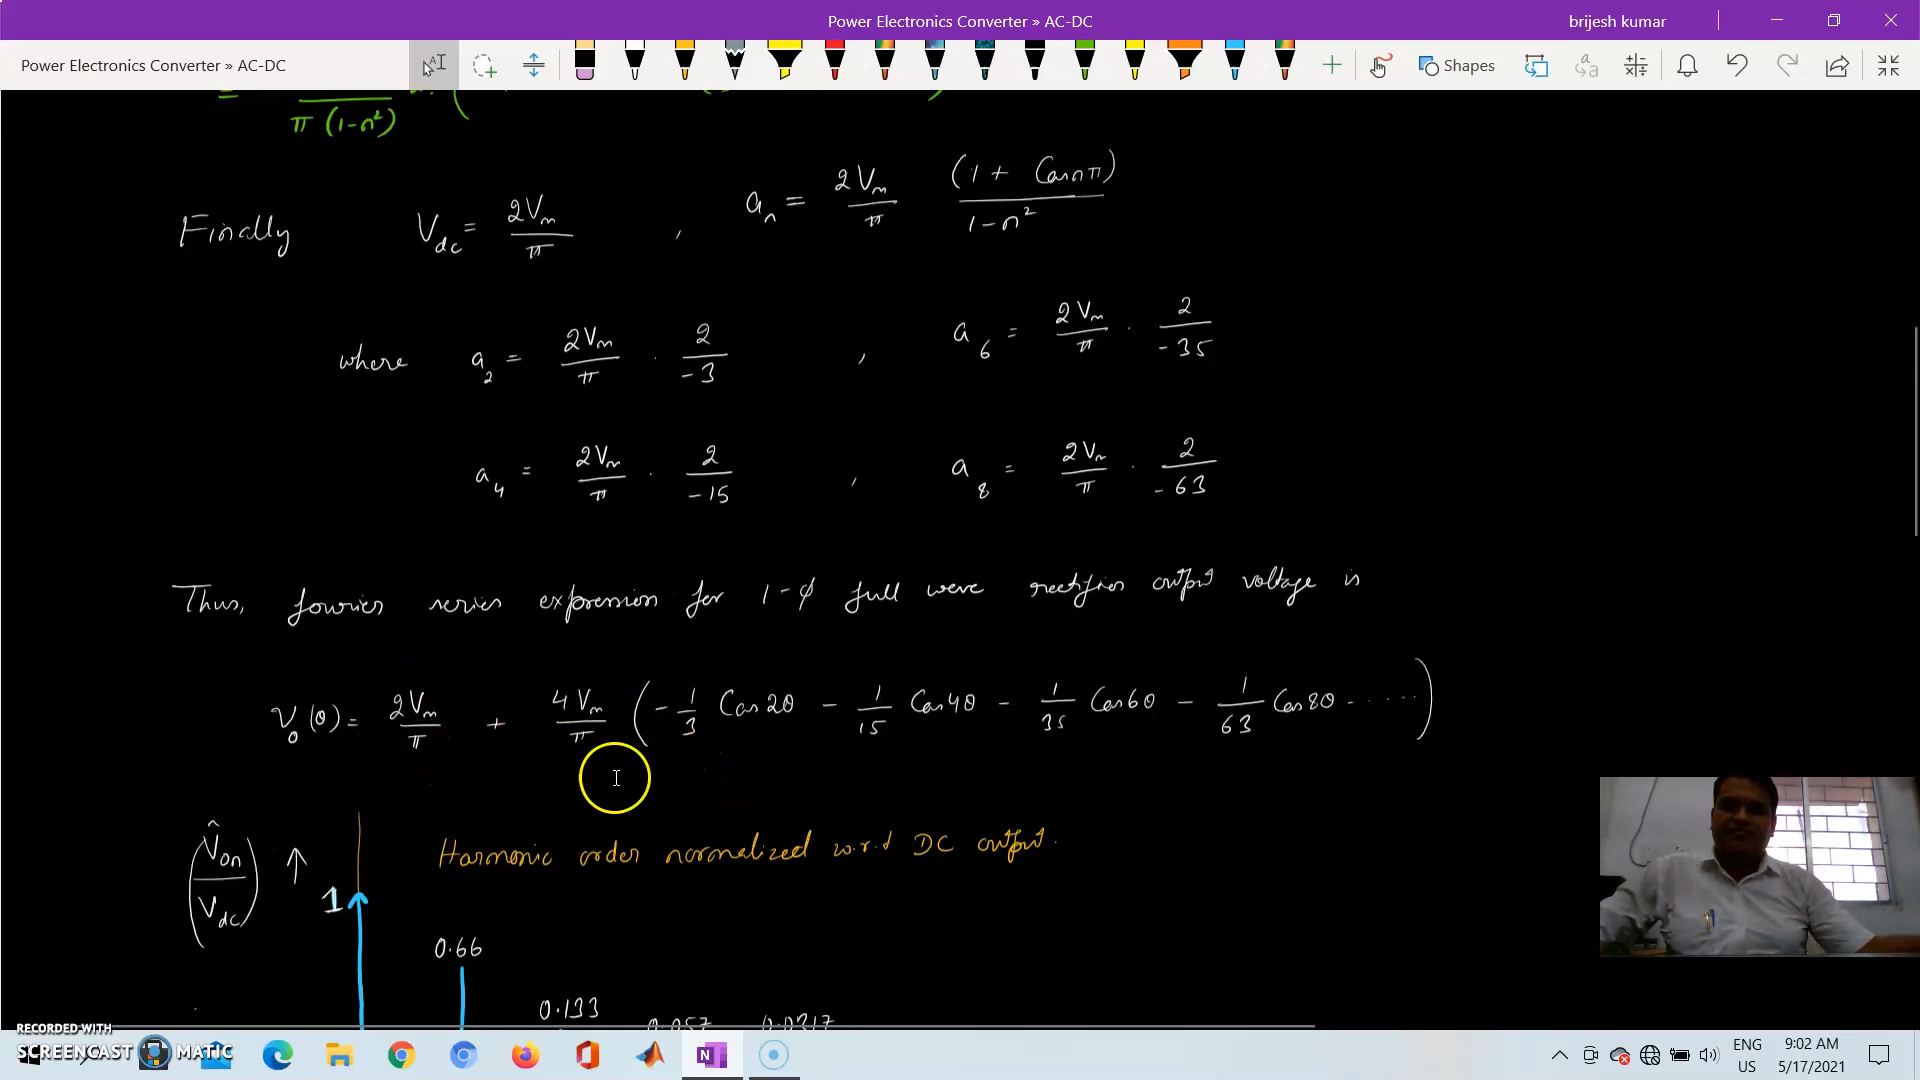 Power Electronics Converter » AC-DC
brijesh kumar
Power Electronics Converter » AC-DC
Shapes
π (1-n²)
Finally V_dc = 2V_m/π , a_n = 2V_m/π (1 + Cos nπ)/(1-n²)
where a_2 = 2V_m/π · 2/-3 , a_6 = 2V_m/π · 2/-35
a_4 = 2V_m/π · 2/-15 , a_8 = 2V_m/π · 2/-63
Thus, fourier series expression for 1-φ full wave rectifier output voltage is
V_0(θ) = 2V_m/π + 4V_m/π (-1/3 Cos2θ - 1/15 Cos4θ - 1/35 Cos6θ - 1/63 Cos8θ - ......)
(V̂_on/V_dc) ↑ Harmonic order normalized w.r.t DC output.
1
0.66
0.133
0.057 0.0317
RECORDED WITH
SCREENCAST MATIC
ENG
US
9:02 AM
5/17/2021